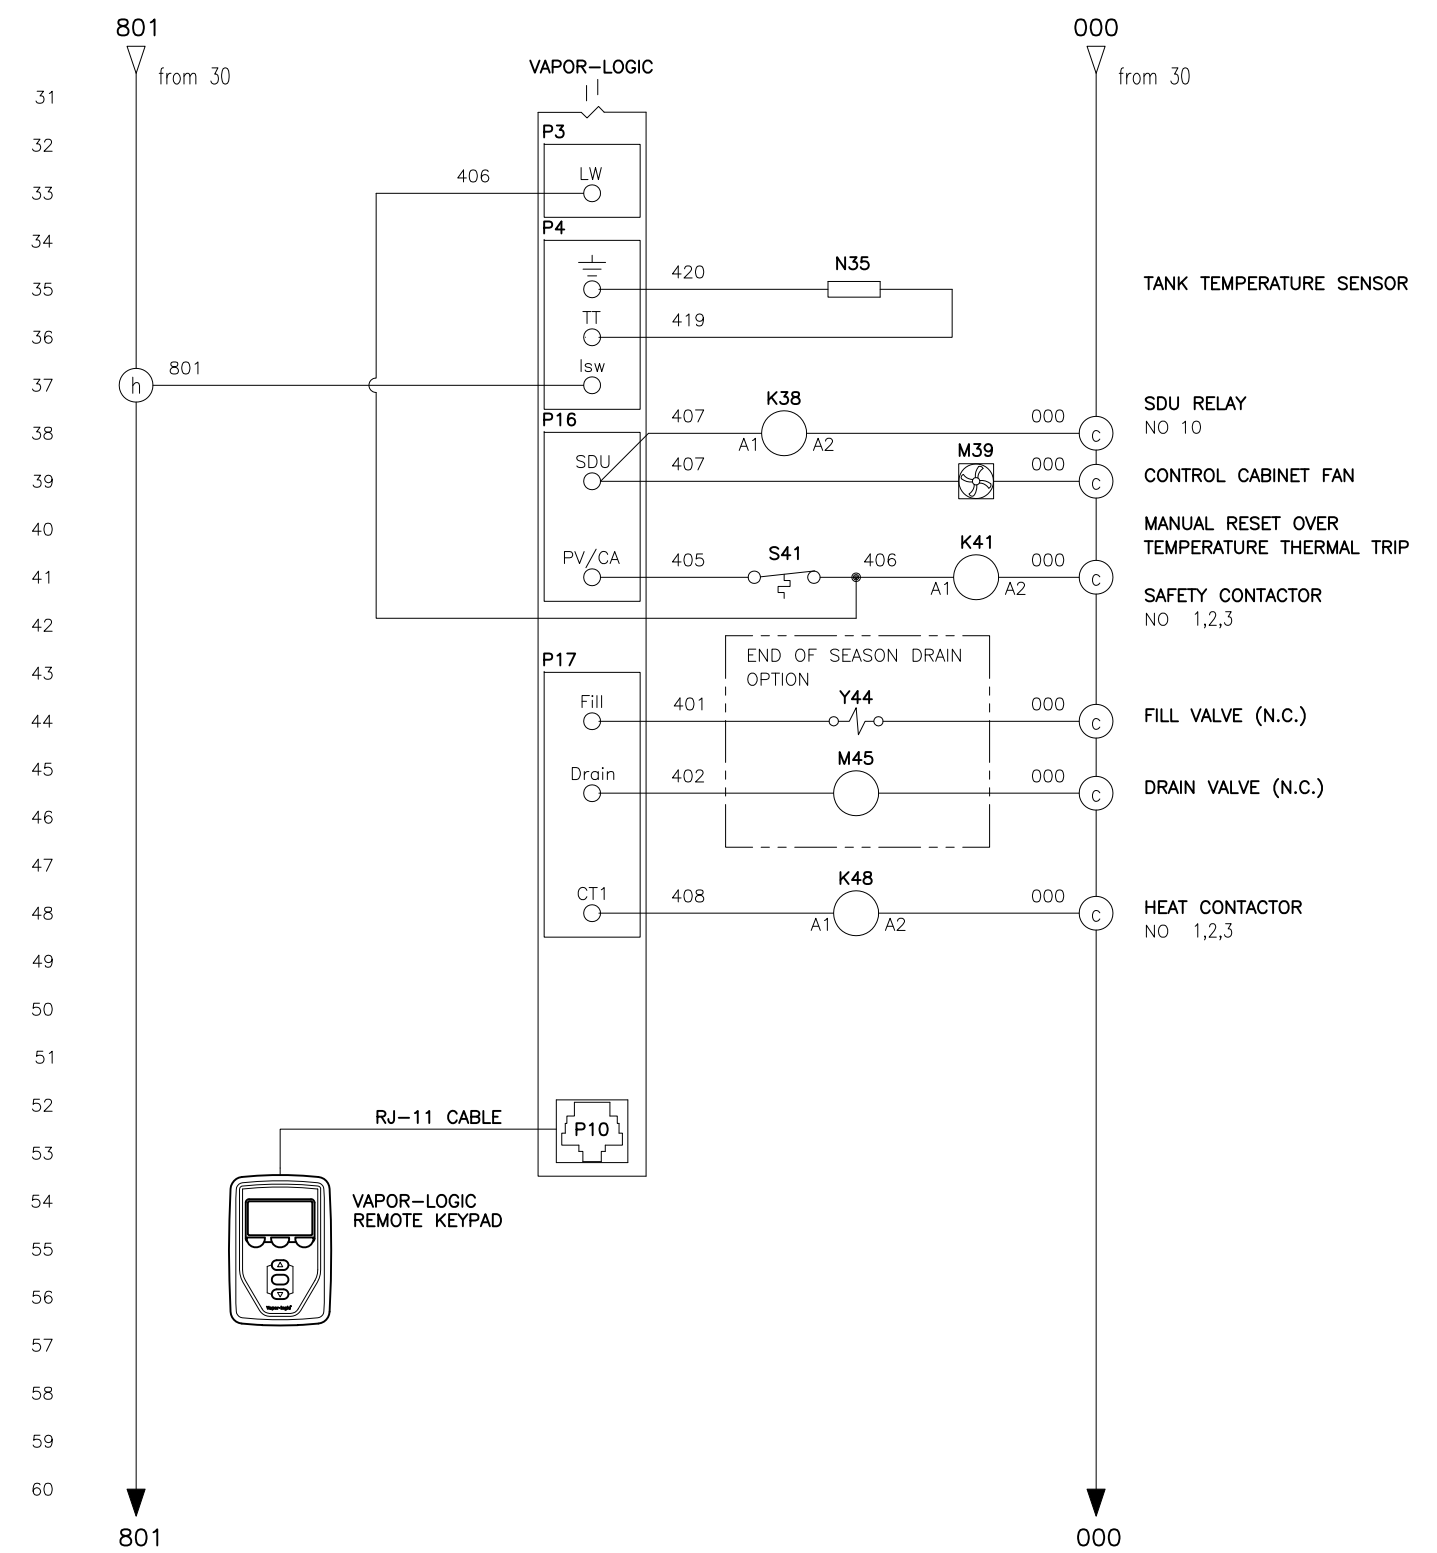 801
000
from 30
from 30
VAPOR-LOGIC
31
P3
32
LW
406
33
P4
34
420
N35
TANK TEMPERATURE SENSOR
35
TT
419
36
Isw
801
h
37
P16
407
K38
000
SDU RELAY
NO 10
38
A1
A2
c
SDU
407
M39
000
CONTROL CABINET FAN
39
c
40
MANUAL RESET OVER
TEMPERATURE THERMAL TRIP
PV/CA
405
S41
406
K41
000
41
A1
A2
c
SAFETY CONTACTOR
NO 1,2,3
42
END OF SEASON DRAIN
OPTION
P17
43
Fill
401
Y44
000
FILL VALVE (N.C.)
44
c
45
Drain
402
M45
000
DRAIN VALVE (N.C.)
c
46
47
CT1
408
K48
000
HEAT CONTACTOR
NO 1,2,3
48
A1
A2
c
49
50
51
52
RJ-11 CABLE
P10
53
54
VAPOR-LOGIC
REMOTE KEYPAD
55
56
Vapor-logic
57
58
59
60
801
000